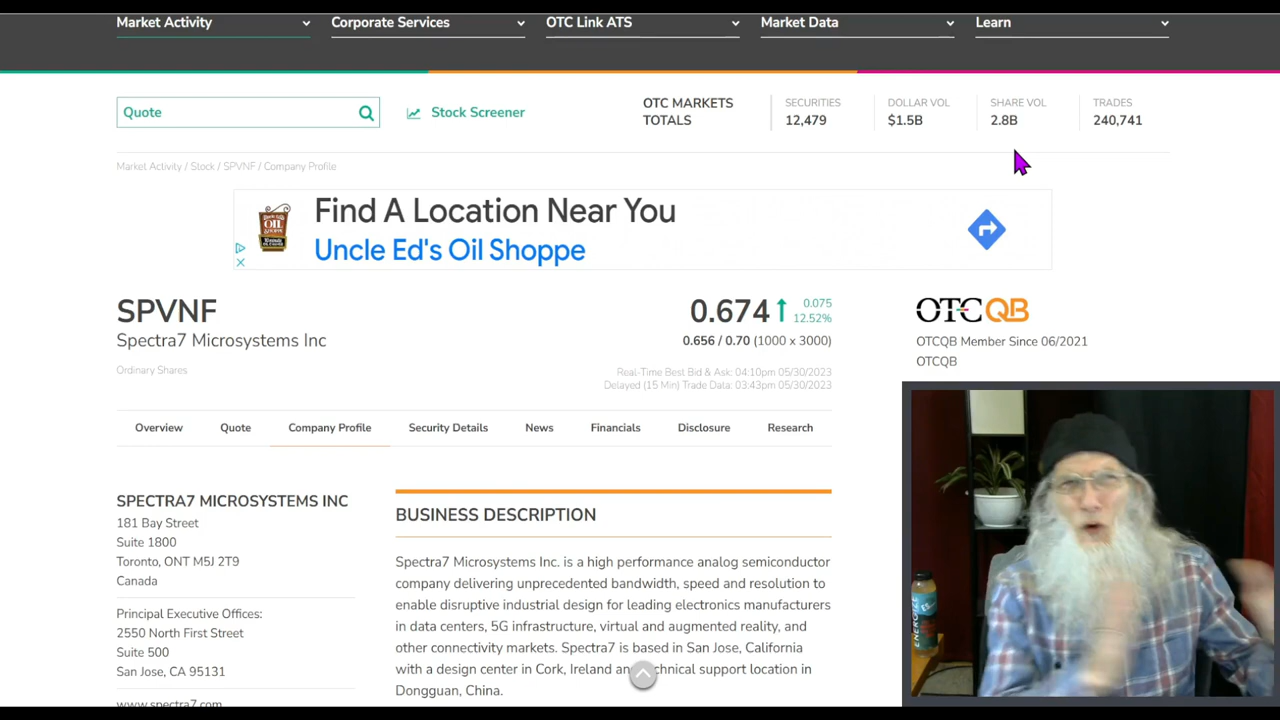 Market Activity
Corporate Services
OTC Link ATS
Market Data
Learn
Quote
Stock Screener
OTC MARKETS
TOTALS
SECURITIES
12,479
DOLLAR VOL
$1.5B
SHARE VOL
2.8B
TRADES
240,741
Market Activity / Stock / SPVNF / Company Profile
Find A Location Near You
Uncle Ed's Oil Shoppe
SPVNF
Spectra7 Microsystems Inc
Ordinary Shares
0.674
0.075
12.52%
0.656 / 0.70 (1000 x 3000)
Real-Time Best Bid & Ask: 04:10pm 05/30/2023
Delayed (15 Min) Trade Data: 03:43pm 05/30/2023
OTCQB
OTCQB Member Since 06/2021
OTCQB
Overview
Quote
Company Profile
Security Details
News
Financials
Disclosure
Research
SPECTRA7 MICROSYSTEMS INC
181 Bay Street
Suite 1800
Toronto, ONT M5J 2T9
Canada
Principal Executive Offices:
2550 North First Street
Suite 500
San Jose, CA 95131
www.spectra7.com
BUSINESS DESCRIPTION
Spectra7 Microsystems Inc. is a high performance analog semiconductor
company delivering unprecedented bandwidth, speed and resolution to
enable disruptive industrial design for leading electronics manufacturers
in data centers, 5G infrastructure, virtual and augmented reality, and
other connectivity markets. Spectra7 is based in San Jose, California
with a design center in Cork, Ireland and technical support location in
Dongguan, China.
ENERGIZE